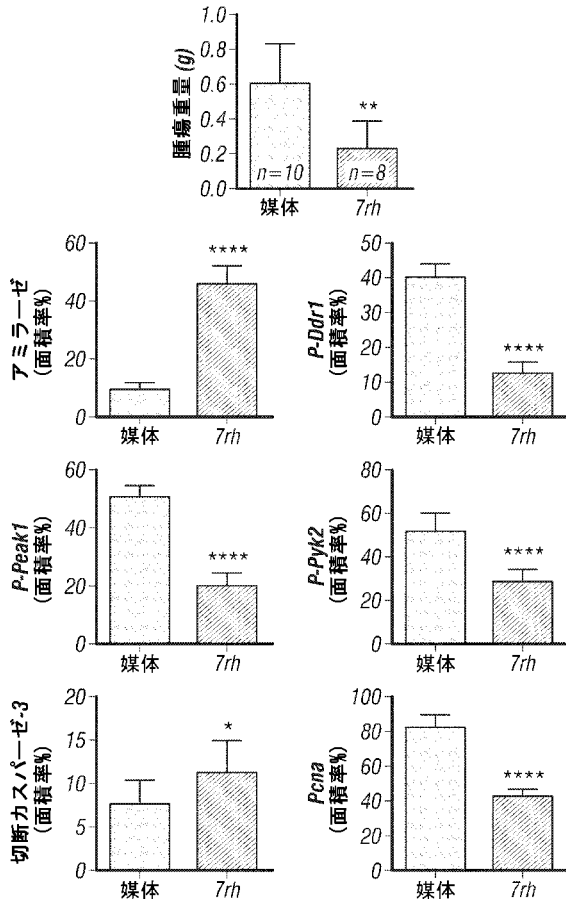 腫瘍重量(g)
1.0
0.8
0.6
0.4
0.2
0.0
**
n=10 n=8
媒体 7rh
アミラーゼ
(面積率%)
60
40
20
0
****
媒体 7rh
P-Ddr1
(面積率%)
50
40
30
20
10
0
****
媒体 7rh
P-Peak1
(面積率%)
60
40
20
0
****
媒体 7rh
P-Pyk2
(面積率%)
80
60
40
20
0
****
媒体 7rh
切断カスパーゼ-3
(面積率%)
20
15
10
5
0
*
媒体 7rh
Pcna
(面積率%)
100
80
60
40
20
0
****
媒体 7rh